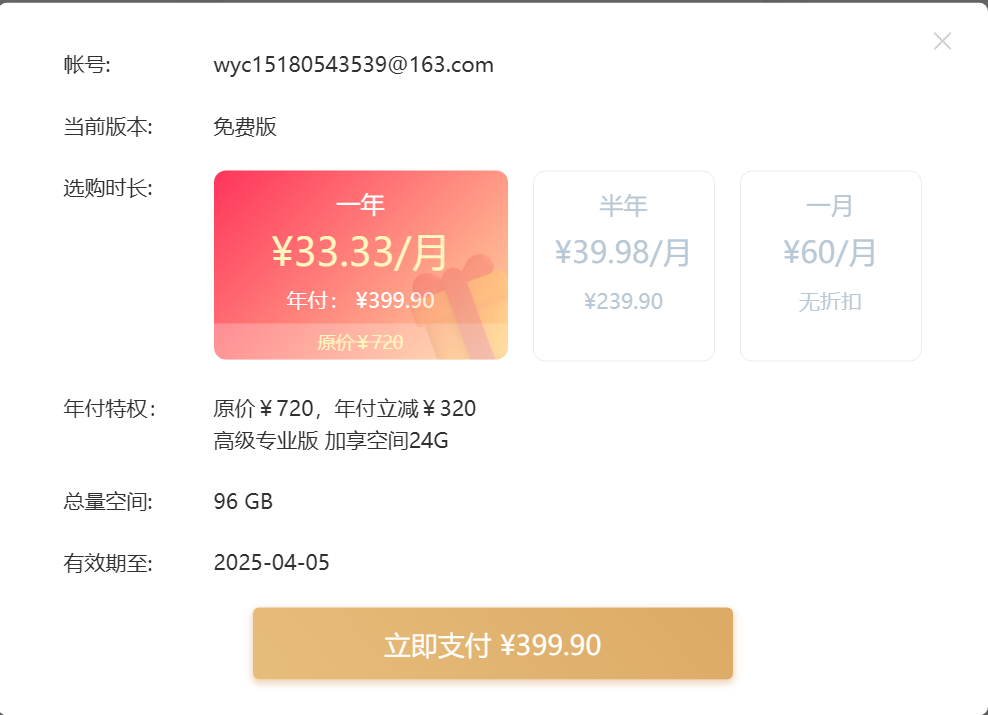 帐号: wyc15180543539@163.com
当前版本: 免费版
选购时长:
一年
¥33.33/月
年付： ¥399.90
原价￥720
半年
¥39.98/月
¥239.90
一月
¥60/月
无折扣
年付特权： 原价￥720，年付立减￥320
高级专业版 加享空间24G
总量空间: 96 GB
有效期至: 2025-04-05
立即支付 ¥399.90